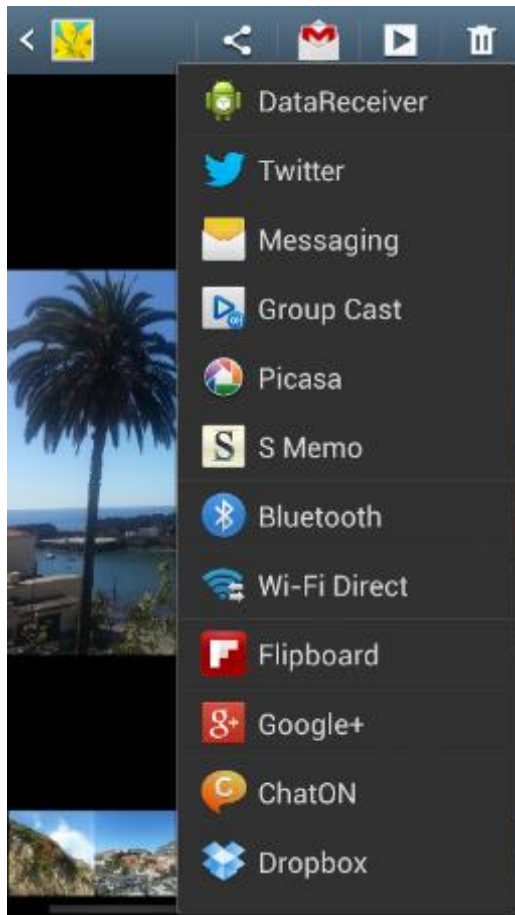 DataReceiver
Twitter
Messaging
Group Cast
Picasa
S Memo
Bluetooth
Wi-Fi Direct
Flipboard
Google+
ChatON
Dropbox